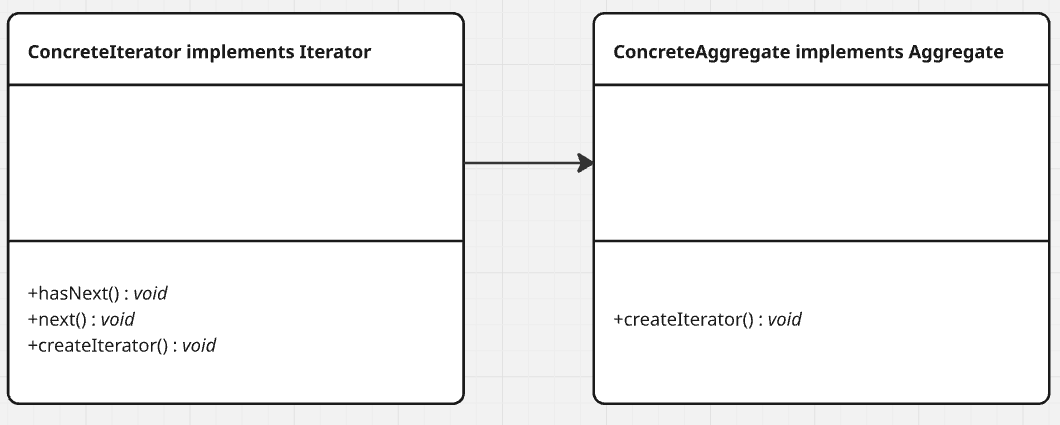 ConcreteIterator implements Iterator
+hasNext() : void
+next() : void
+createIterator() : void
ConcreteAggregate implements Aggregate
+createIterator() : void